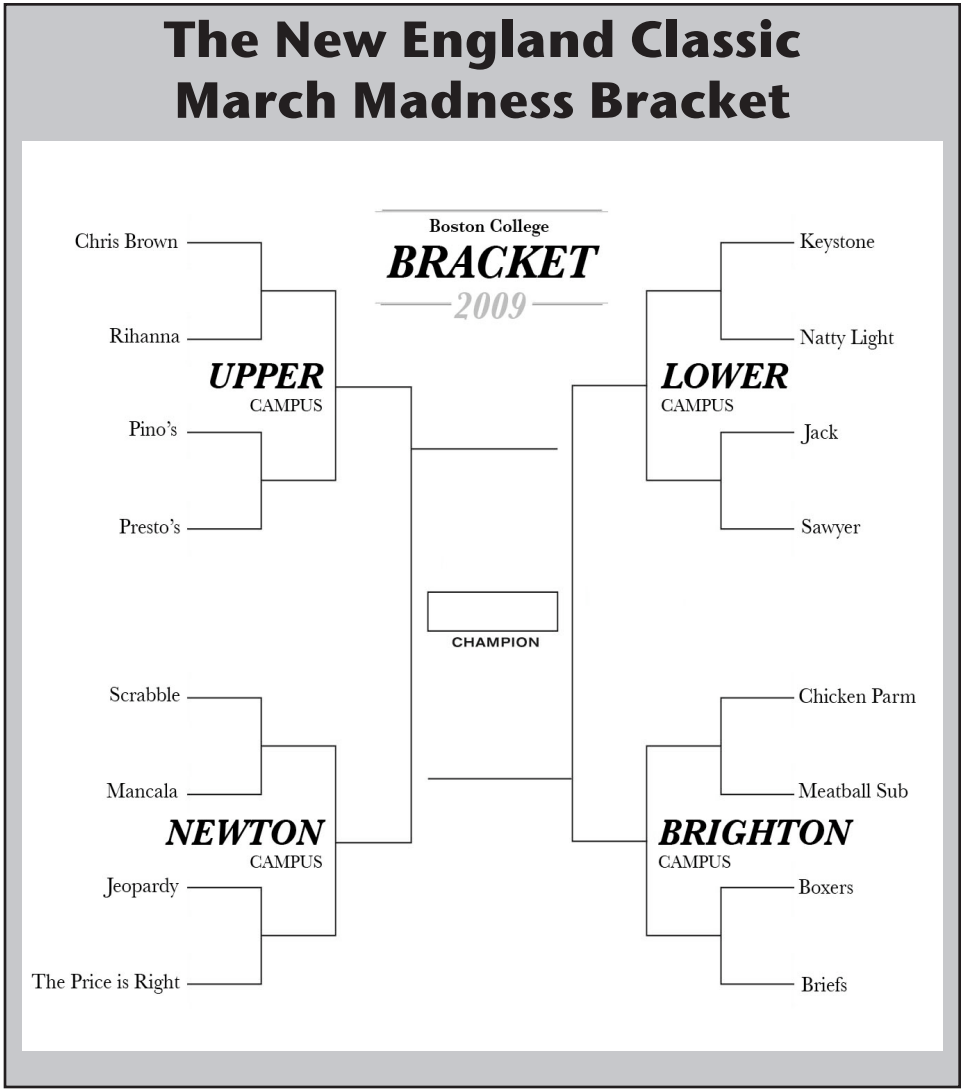 The New England Classic
March Madness Bracket
Boston College
BRACKET
2009
Chris Brown
Rihanna
UPPER
CAMPUS
Pino's
Presto's
Keystone
Natty Light
LOWER
CAMPUS
Jack
Sawyer
CHAMPION
Scrabble
Mancala
NEWTON
CAMPUS
Jeopardy
The Price is Right
Chicken Parm
Meatball Sub
BRIGHTON
CAMPUS
Boxers
Briefs